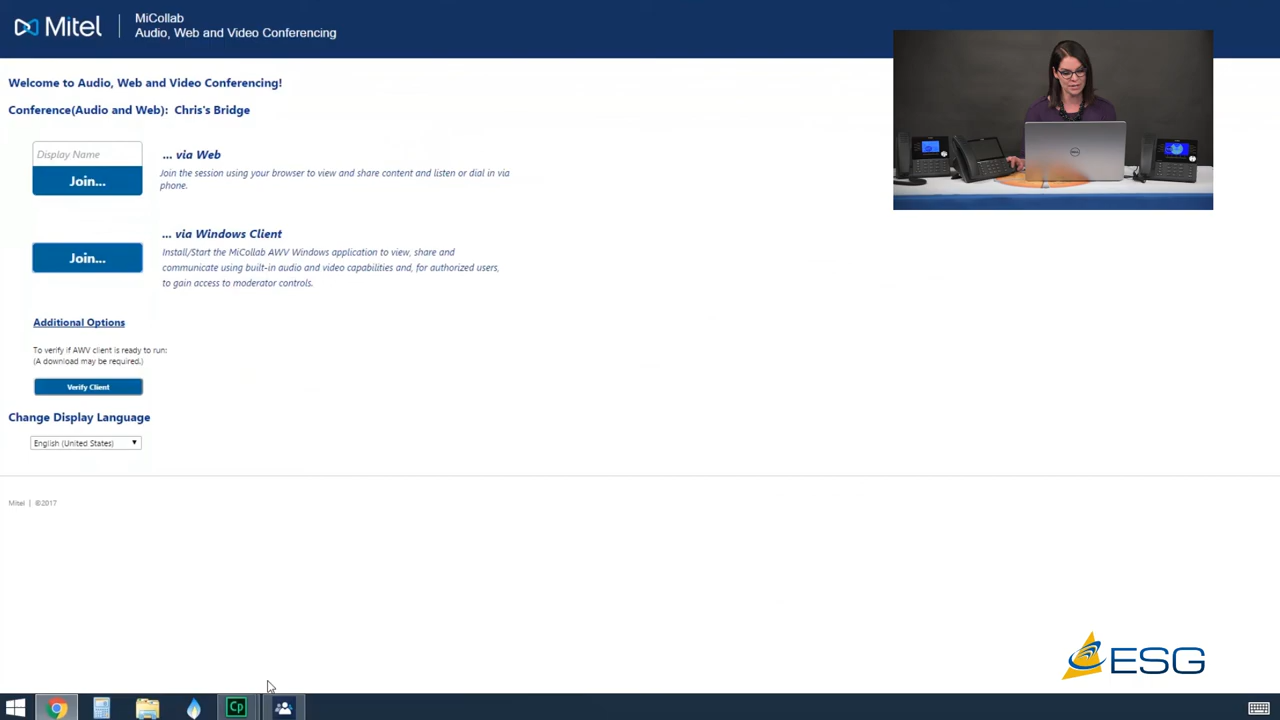 Mitel
MiCollab
Audio, Web and Video Conferencing
Welcome to Audio, Web and Video Conferencing!
Conference(Audio and Web): Chris's Bridge
Display Name
Join...
... via Web
Join the session using your browser to view and share content and listen or dial in via
phone.
Join...
... via Windows Client
Install/Start the MiCollab AWV Windows application to view, share and
communicate using built-in audio and video capabilities and, for authorized users,
to gain access to moderator controls.
Additional Options
To verify if AWV client is ready to run:
(A download may be required.)
Verify Client
Change Display Language
English (United States)
Mitel | ©2017
ESG
Cp